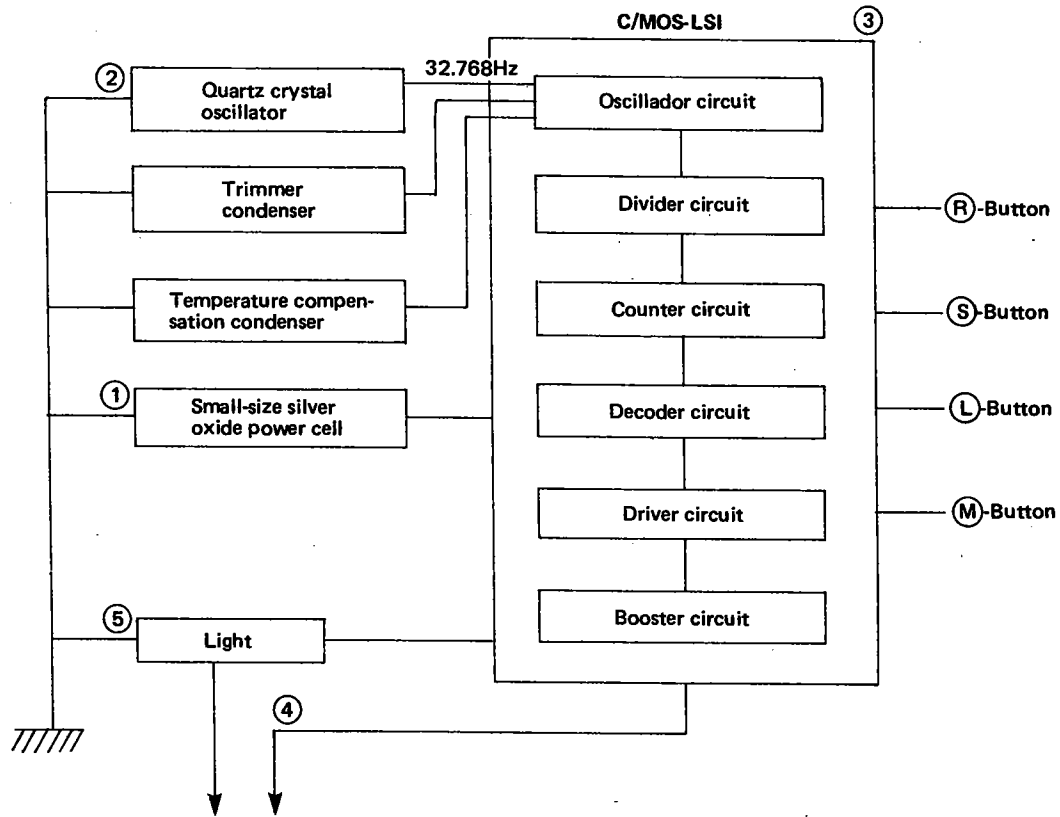 C/MOS-LSI
③
②
Quartz crystal
oscillator
32.768Hz
Oscillador circuit
Trimmer
condenser
Divider circuit
Ⓡ-Button
Temperature compen-
sation condenser
Counter circuit
Ⓢ-Button
①
Small-size silver
oxide power cell
Decoder circuit
Ⓛ-Button
Driver circuit
Ⓜ-Button
⑤
Light
Booster circuit
④